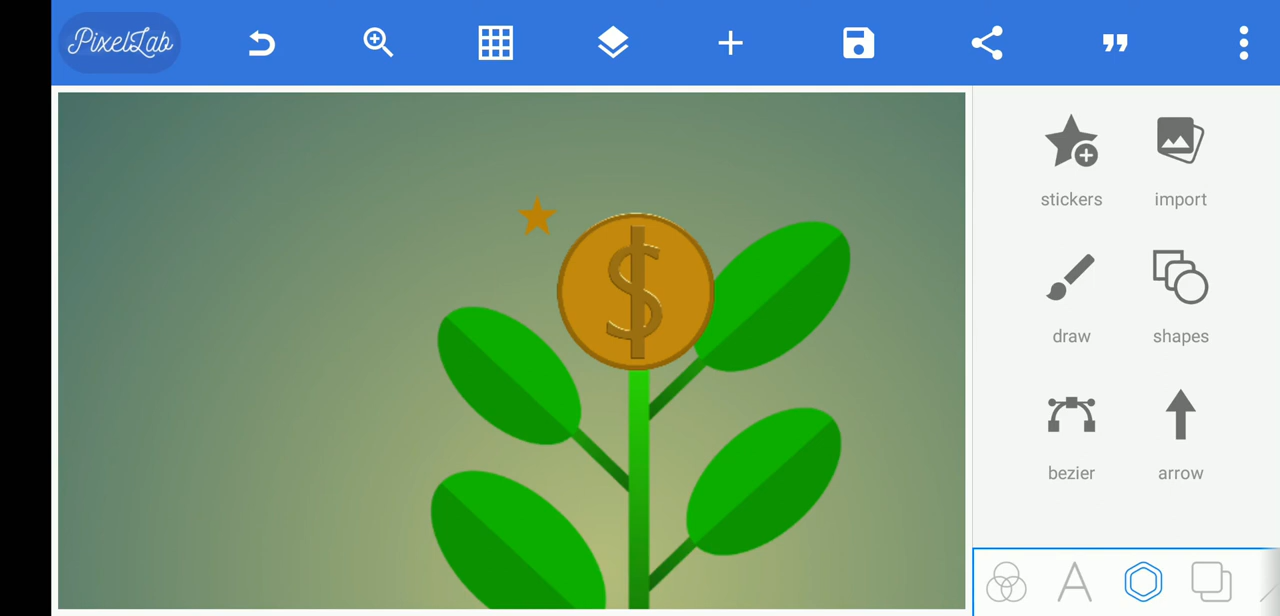 PixelLab
$
stickers
import
draw
shapes
bezier
arrow